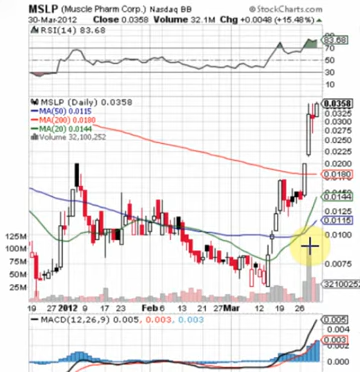 MSLP (Muscle Pharm Corp.) Nasdaq BB © StockCharts.com
30-Mar-2012 Close 0.0358 Volume 32.1M Chg +0.0048 (+15.48%)
RSI(14) 83.68
90
83.68
70
50
30
10
MSLP (Daily) 0.0358
MA(50) 0.0115
MA(200) 0.0180
MA(20) 0.0144
Volume 32,100,252
0.0358
0.0325
0.0300
0.0275
0.0250
0.0225
0.0200
0.0180
0.0144
0.0115
0.0100
0.0075
32100252
125M
100M
75M
50M
25M
19 27 2012 9 17 23 Feb 6 13 21 Mar 12 19 26
MACD(12,26,9) 0.005, 0.003, 0.003
0.005
0.003
0.002